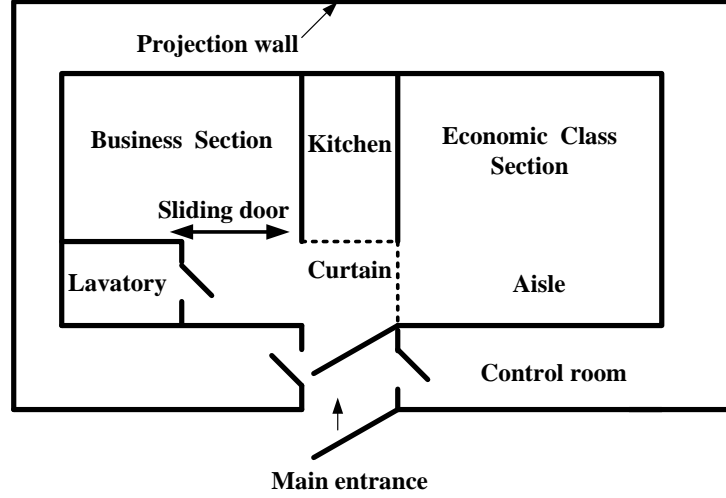 Projection wall
Business Section
Kitchen
Economic Class
Section
Sliding door
Lavatory
Curtain
Aisle
Control room
Main entrance